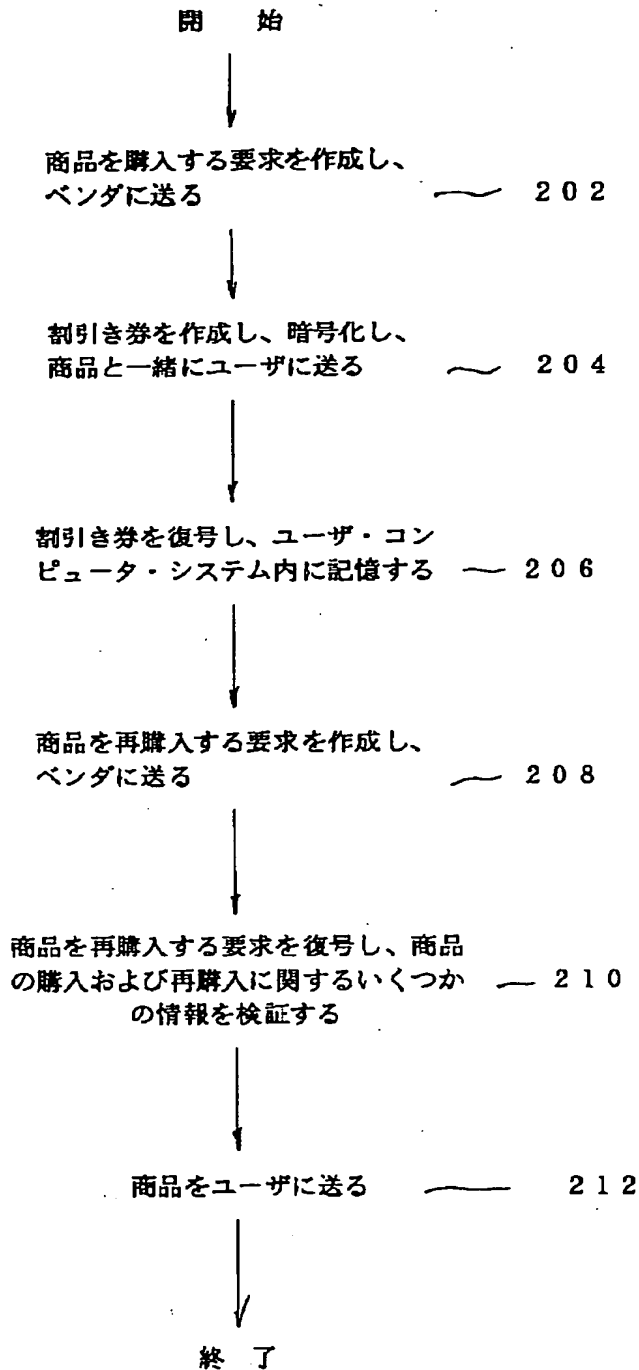 開 始
商品を購入する要求を作成し、
ベンダに送る 202
割引き券を作成し、暗号化し、
商品と一緒にユーザに送る 204
割引き券を復号し、ユーザ・コン
ピュータ・システム内に記憶する 206
商品を再購入する要求を作成し、
ベンダに送る 208
商品を再購入する要求を復号し、商品
の購入および再購入に関するいくつか 210
の情報を検証する
商品をユーザに送る 212
終 了